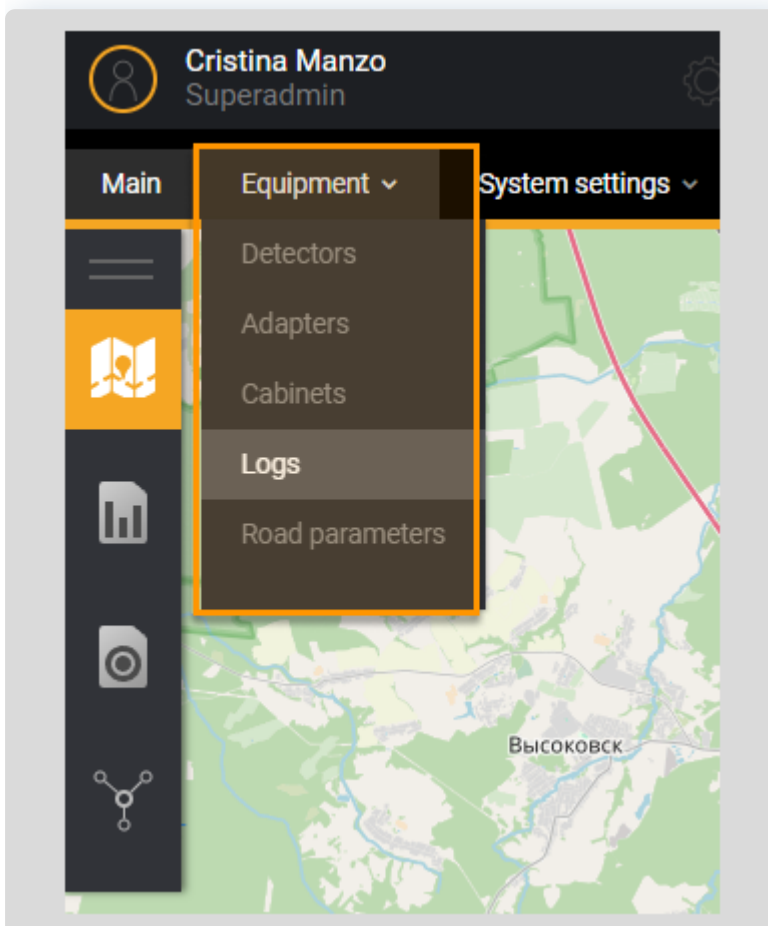 Cristina Manzo
Superadmin
Main Equipment System settings
Detectors
Adapters
Cabinets
Logs
Road parameters
Высоковск